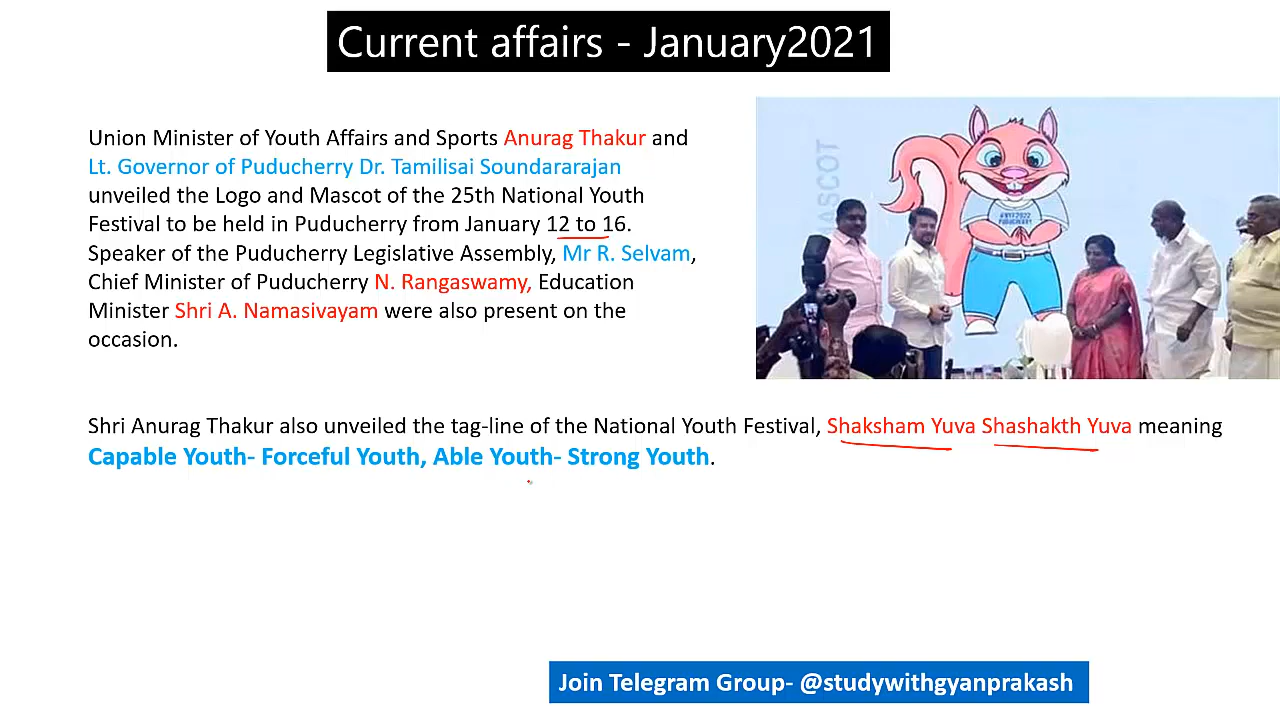 Current affairs - January2021
Union Minister of Youth Affairs and Sports Anurag Thakur and
Lt. Governor of Puducherry Dr. Tamilisai Soundararajan
unveiled the Logo and Mascot of the 25th National Youth
Festival to be held in Puducherry from January 12 to 16.
Speaker of the Puducherry Legislative Assembly, Mr R. Selvam,
Chief Minister of Puducherry N. Rangaswamy, Education
Minister Shri A. Namasivayam were also present on the
occasion.
MASCOT
#NYF2022
PUDUCHERRY
Shri Anurag Thakur also unveiled the tag-line of the National Youth Festival, Shaksham Yuva Shashakth Yuva meaning
Capable Youth- Forceful Youth, Able Youth- Strong Youth.
Join Telegram Group- @studywithgyanprakash